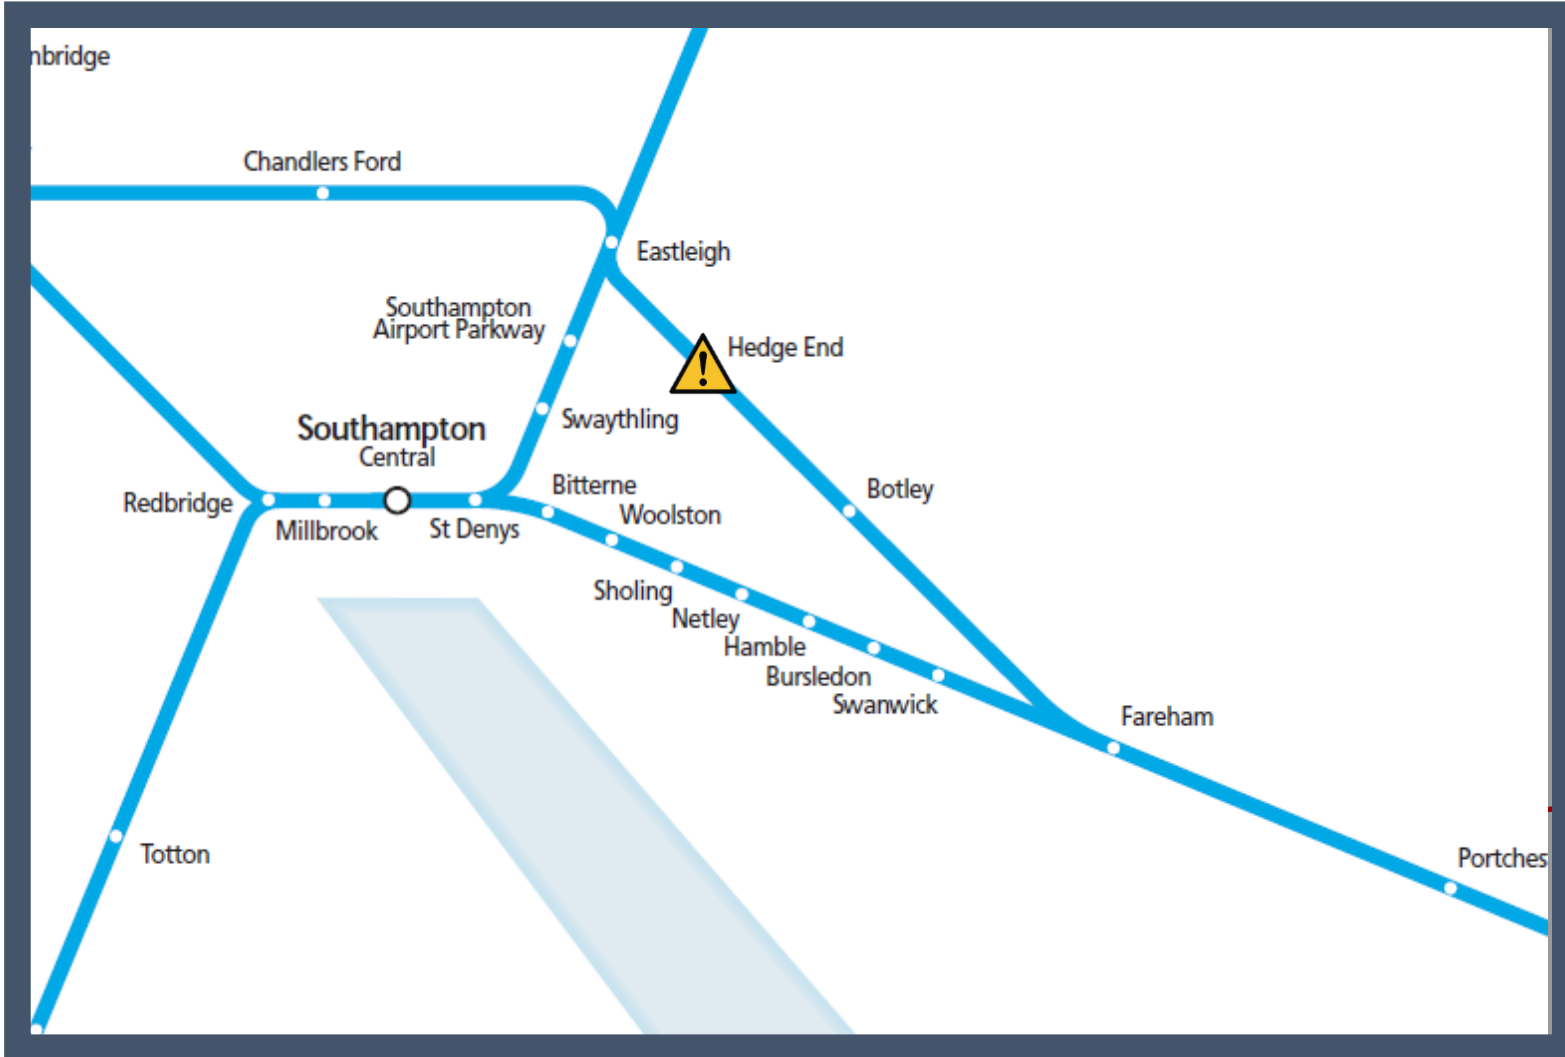 nbridge
Chandlers Ford
Eastleigh
Southampton
Airport Parkway
Hedge End
Swaythling
Southampton
Central
Bitterne
Botley
Redbridge
Woolston
Millbrook
St Denys
Sholing
Netley
Hamble
Bursledon
Swanwick
Fareham
Totton
Portches